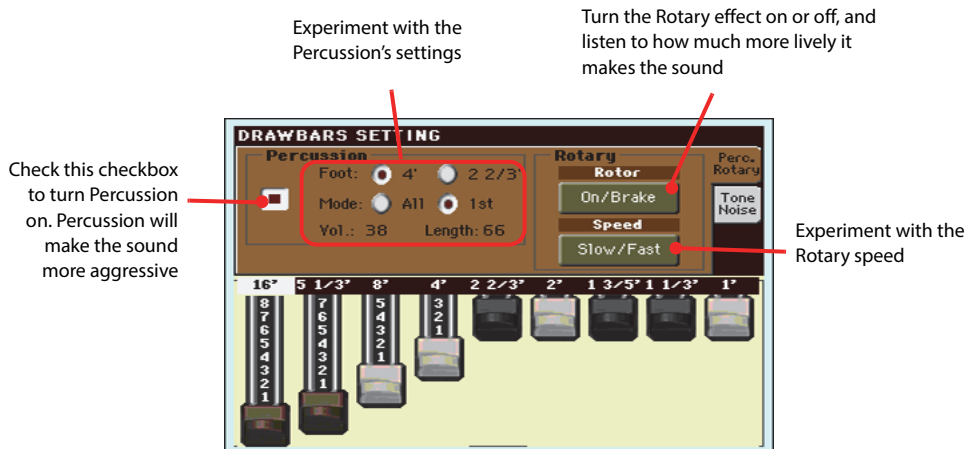 Experiment with the
Percussion's settings
Turn the Rotary effect on or off, and
listen to how much more lively it
makes the sound
Check this checkbox
to turn Percussion
on. Percussion will
make the sound
more aggressive
Experiment with the
Rotary speed
DRAWBARS SETTING
Percussion
Foot: 4' 2 2/3'
Mode: All 1st
Vol.: 38 Length: 66
Rotary
Rotor
On/Brake
Speed
Slow/Fast
Perc.
Rotary
Tone
Noise
16' 5 1/3' 8' 4' 2 2/3' 2' 1 3/5' 1 1/3' 1'
8 7 6 5 4 3 2 1
7 6 5 4 3 2 1
5 4 3 2 1
3 2 1